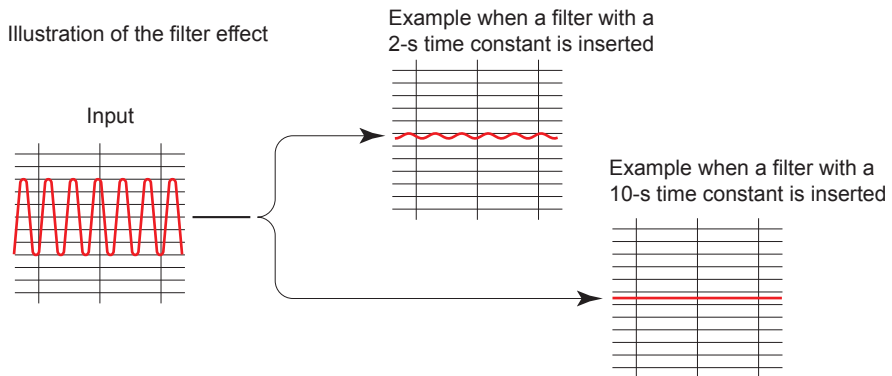 Illustration of the filter effect
Example when a filter with a
2-s time constant is inserted
Input
Example when a filter with a
10-s time constant is inserted